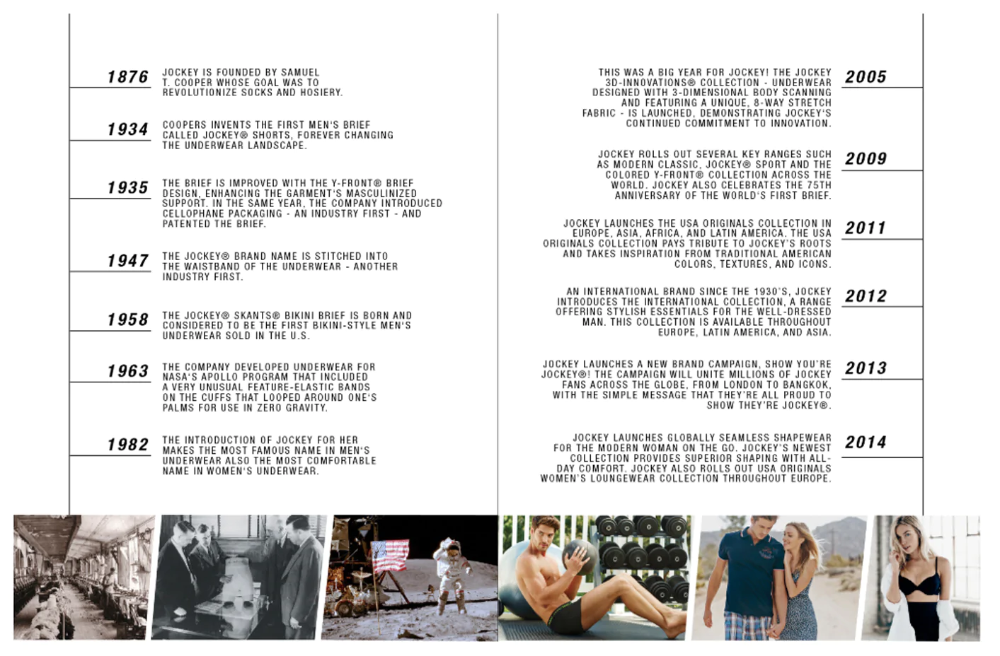 1876
JOCKEY IS FOUNDED BY SAMUEL
T. COOPER WHOSE GOAL WAS TO
REVOLUTIONIZE SOCKS AND HOSIERY.
1934
COOPERS INVENTS THE FIRST MEN'S BRIEF
CALLED JOCKEY® SHORTS, FOREVER CHANGING
THE UNDERWEAR LANDSCAPE.
1935
THE BRIEF IS IMPROVED WITH THE Y-FRONT® BRIEF
DESIGN, ENHANCING THE GARMENT'S MASCULINIZED
SUPPORT. IN THE SAME YEAR, THE COMPANY INTRODUCED
CELLOPHANE PACKAGING - AN INDUSTRY FIRST - AND
PATENTED THE BRIEF.
1947
THE JOCKEY® BRAND NAME IS STITCHED INTO
THE WAISTBAND OF THE UNDERWEAR - ANOTHER
INDUSTRY FIRST.
1958
THE JOCKEY® SKANTS® BIKINI BRIEF IS BORN AND
CONSIDERED TO BE THE FIRST BIKINI-STYLE MEN'S
UNDERWEAR SOLD IN THE U.S.
1963
THE COMPANY DEVELOPED UNDERWEAR FOR
NASA'S APOLLO PROGRAM THAT INCLUDED
A VERY UNUSUAL FEATURE-ELASTIC BANDS
ON THE CUFFS THAT LOOPED AROUND ONE'S
PALMS FOR USE IN ZERO GRAVITY.
1982
THE INTRODUCTION OF JOCKEY FOR HER
MAKES THE MOST FAMOUS NAME IN MEN'S
UNDERWEAR ALSO THE MOST COMFORTABLE
NAME IN WOMEN'S UNDERWEAR.
THIS WAS A BIG YEAR FOR JOCKEY! THE JOCKEY
3D-INNOVATIONS® COLLECTION - UNDERWEAR
DESIGNED WITH 3-DIMENSIONAL BODY SCANNING
AND FEATURING A UNIQUE, 8-WAY STRETCH
FABRIC - IS LAUNCHED, DEMONSTRATING JOCKEY'S
CONTINUED COMMITMENT TO INNOVATION.
2005
JOCKEY ROLLS OUT SEVERAL KEY RANGES SUCH
AS MODERN CLASSIC, JOCKEY® SPORT AND THE
COLORED Y-FRONT® COLLECTION ACROSS THE
WORLD. JOCKEY ALSO CELEBRATES THE 75TH
ANNIVERSARY OF THE WORLD'S FIRST BRIEF.
2009
JOCKEY LAUNCHES THE USA ORIGINALS COLLECTION IN
EUROPE, ASIA, AFRICA, AND LATIN AMERICA. THE USA
ORIGINALS COLLECTION PAYS TRIBUTE TO JOCKEY'S ROOTS
AND TAKES INSPIRATION FROM TRADITIONAL AMERICAN
COLORS, TEXTURES, AND ICONS.
2011
AN INTERNATIONAL BRAND SINCE THE 1930'S, JOCKEY
INTRODUCES THE INTERNATIONAL COLLECTION, A RANGE
OFFERING STYLISH ESSENTIALS FOR THE WELL-DRESSED
MAN. THIS COLLECTION IS AVAILABLE THROUGHOUT
EUROPE, LATIN AMERICA, AND ASIA.
2012
JOCKEY LAUNCHES A NEW BRAND CAMPAIGN, SHOW YOU'RE
JOCKEY®! THE CAMPAIGN WILL UNITE MILLIONS OF JOCKEY
FANS ACROSS THE GLOBE, FROM LONDON TO BANGKOK,
WITH THE SIMPLE MESSAGE THAT THEY'RE ALL PROUD TO
SHOW THEY'RE JOCKEY®.
2013
JOCKEY LAUNCHES GLOBALLY SEAMLESS SHAPEWEAR
FOR THE MODERN WOMAN ON THE GO. JOCKEY'S NEWEST
COLLECTION PROVIDES SUPERIOR SHAPING WITH ALL-
DAY COMFORT. JOCKEY ALSO ROLLS OUT USA ORIGINALS
WOMEN'S LOUNGEWEAR COLLECTION THROUGHOUT EUROPE.
2014